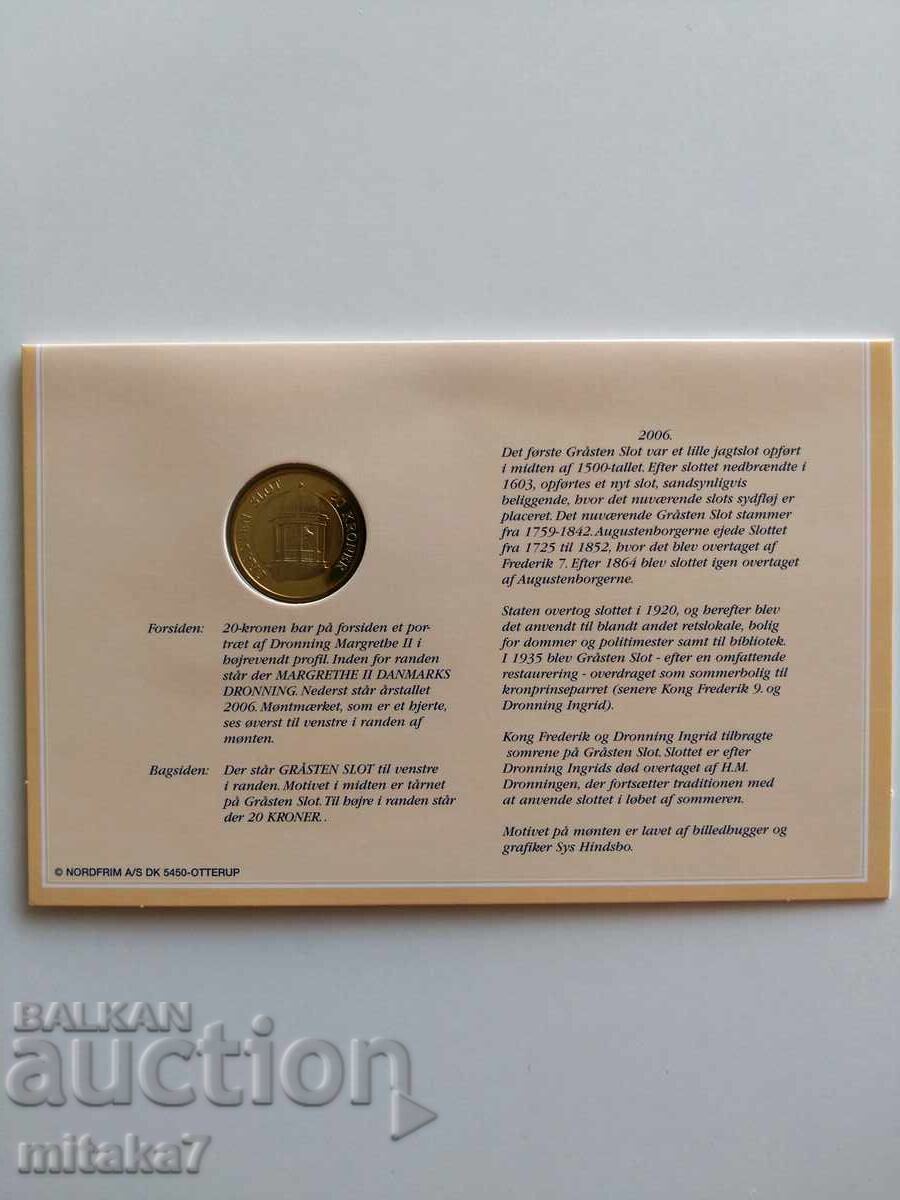 GRÅSTEN SLOT • 20 KRONER
Forsiden: 20-kronen har på forsiden et por-
træt af Dronning Margrethe II i
højrevendt profil. Inden for randen
står der MARGRETHE II DANMARKS
DRONNING. Nederst står årstallet
2006. Møntmærket, som er et hjerte,
ses øverst til venstre i randen af
mønten.
Bagsiden: Der står GRÅSTEN SLOT til venstre
i randen. Motivet i midten er tårnet
på Gråsten Slot. Til højre i randen står
der 20 KRONER. .
© NORDFRIM A/S DK 5450-OTTERUP
2006.
Det første Gråsten Slot var et lille jagtslot opført
i midten af 1500-tallet. Efter slottet nedbrændte i
1603, opførtes et nyt slot, sandsynligvis
beliggende, hvor det nuværende slots sydfløj er
placeret. Det nuværende Gråsten Slot stammer
fra 1759-1842. Augustenborgerne ejede Slottet
fra 1725 til 1852, hvor det blev overtaget af
Frederik 7. Efter 1864 blev slottet igen overtaget
af Augustenborgerne.
Staten overtog slottet i 1920, og herefter blev
det anvendt til blandt andet retslokale, bolig
for dommer og politimester samt til bibliotek.
I 1935 blev Gråsten Slot - efter en omfattende
restaurering - overdraget som sommerbolig til
kronprinseparret (senere Kong Frederik 9. og
Dronning Ingrid).
Kong Frederik og Dronning Ingrid tilbragte
somrene på Gråsten Slot. Slottet er efter
Dronning Ingrids død overtaget af H.M.
Dronningen, der fortsætter traditionen med
at anvende slottet i løbet af sommeren.
Motivet på mønten er lavet af billedhugger og
grafiker Sys Hindsbo.
BALKAN
auction
mitaka7